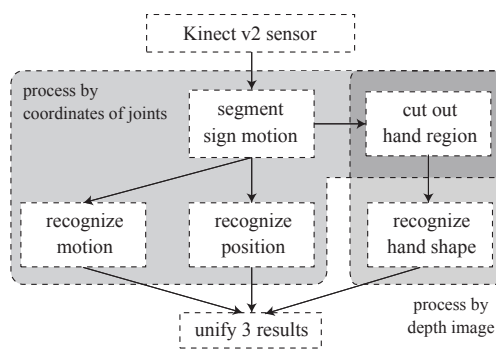 Kinect v2 sensor
process by
coordinates of joints
segment
sign motion
cut out
hand region
recognize
motion
recognize
position
recognize
hand shape
process by
depth image
unify 3 results